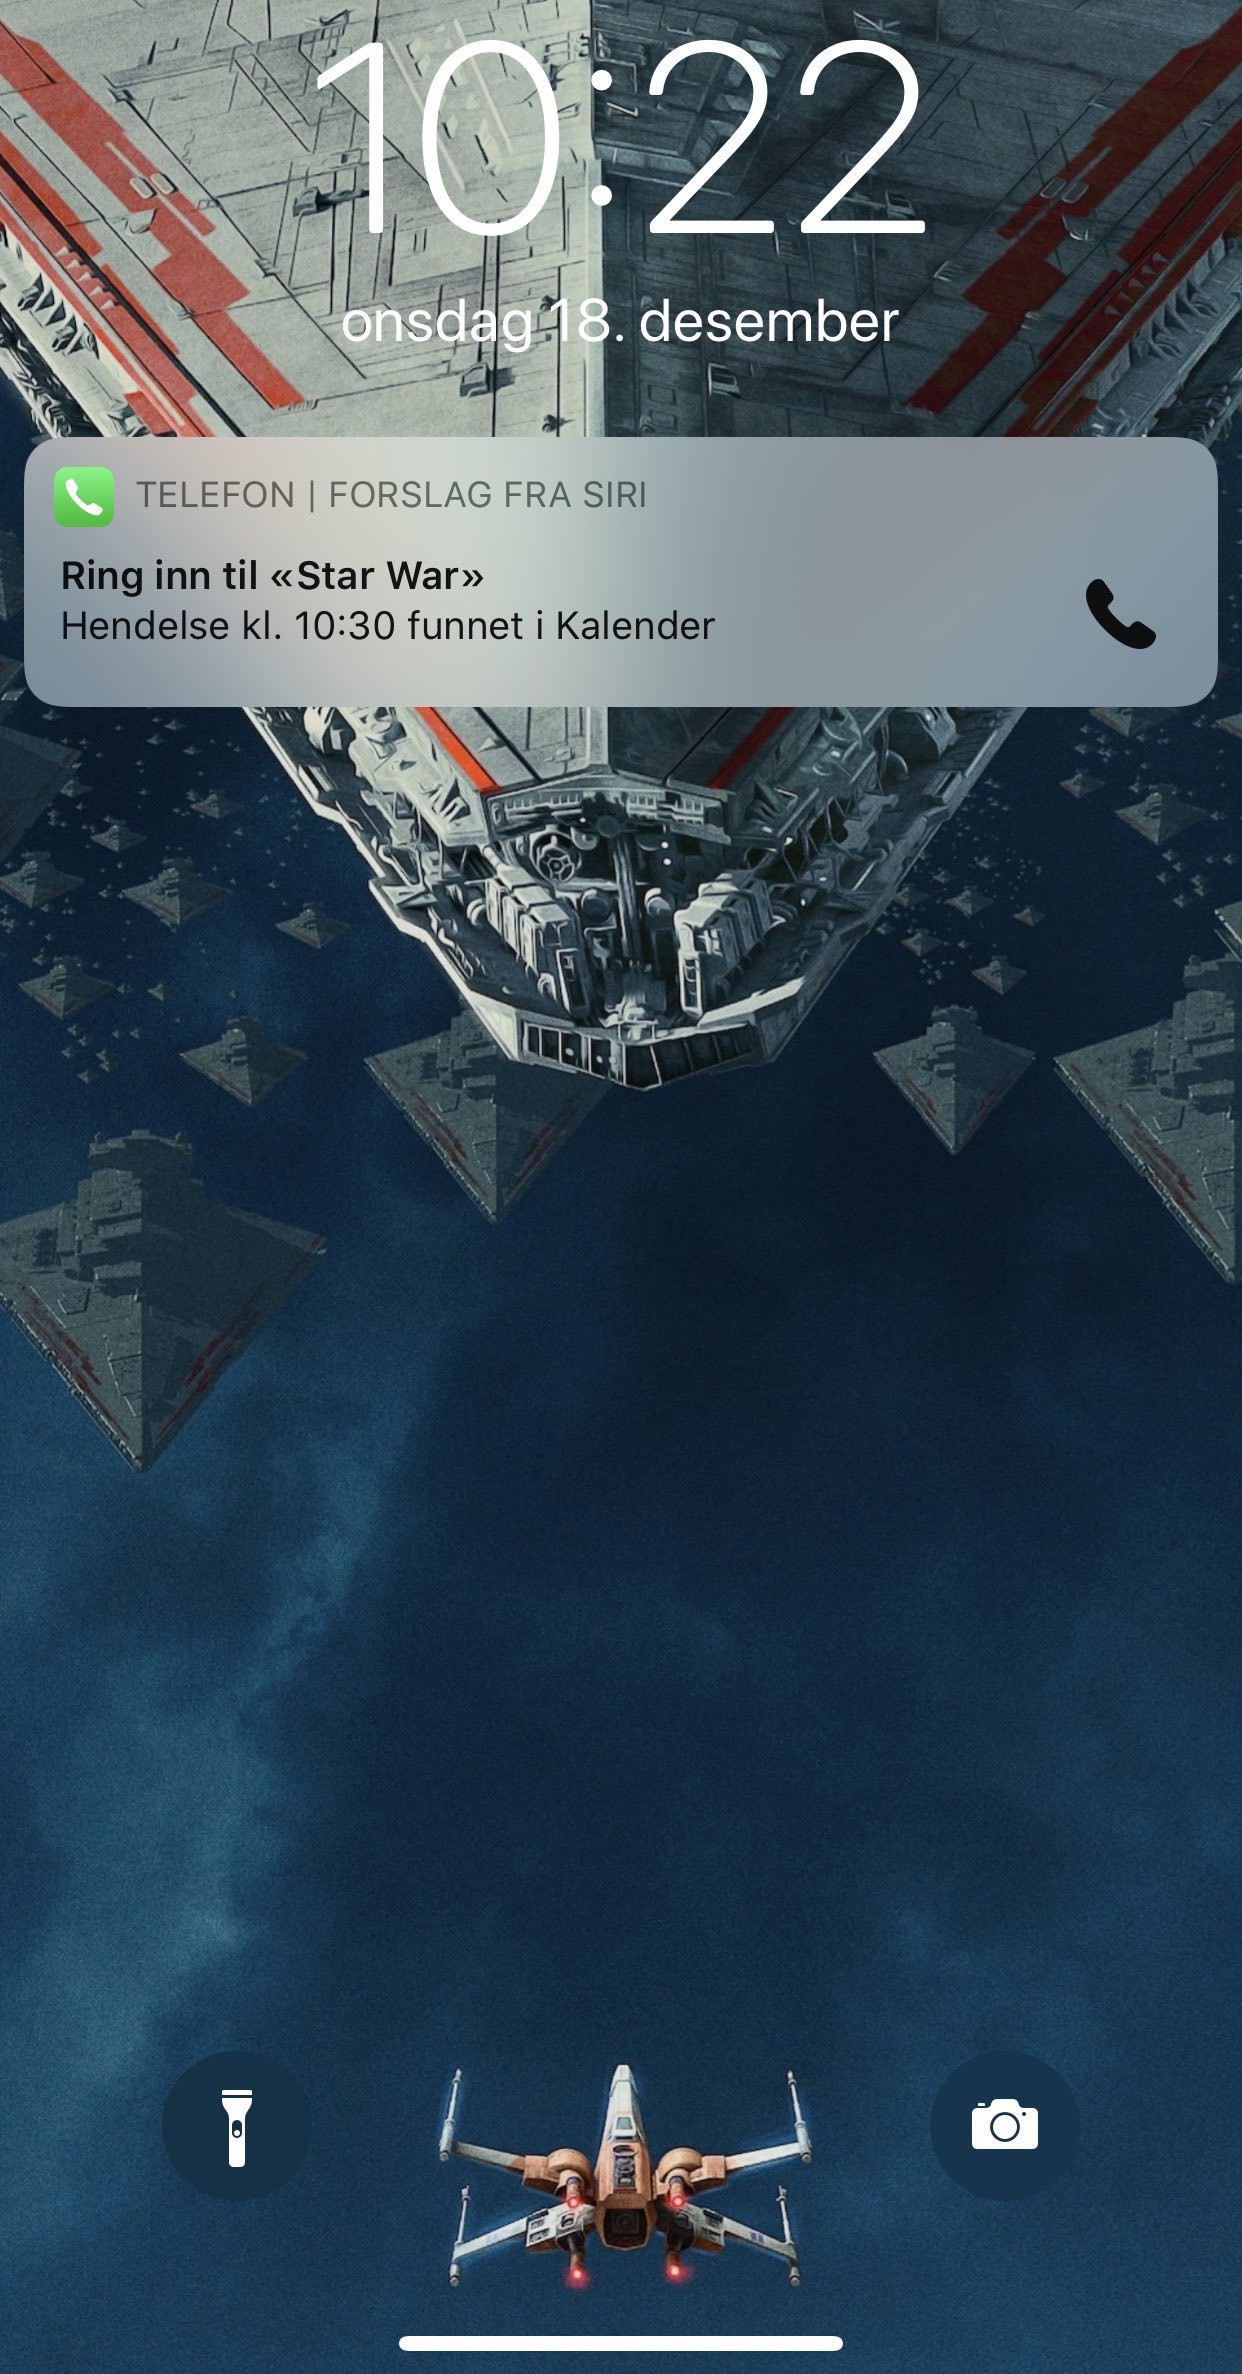 10:22
onsdag 18. desember
TELEFON | FORSLAG FRA SIRI
Ring inn til «Star War»
Hendelse kl. 10:30 funnet i Kalender